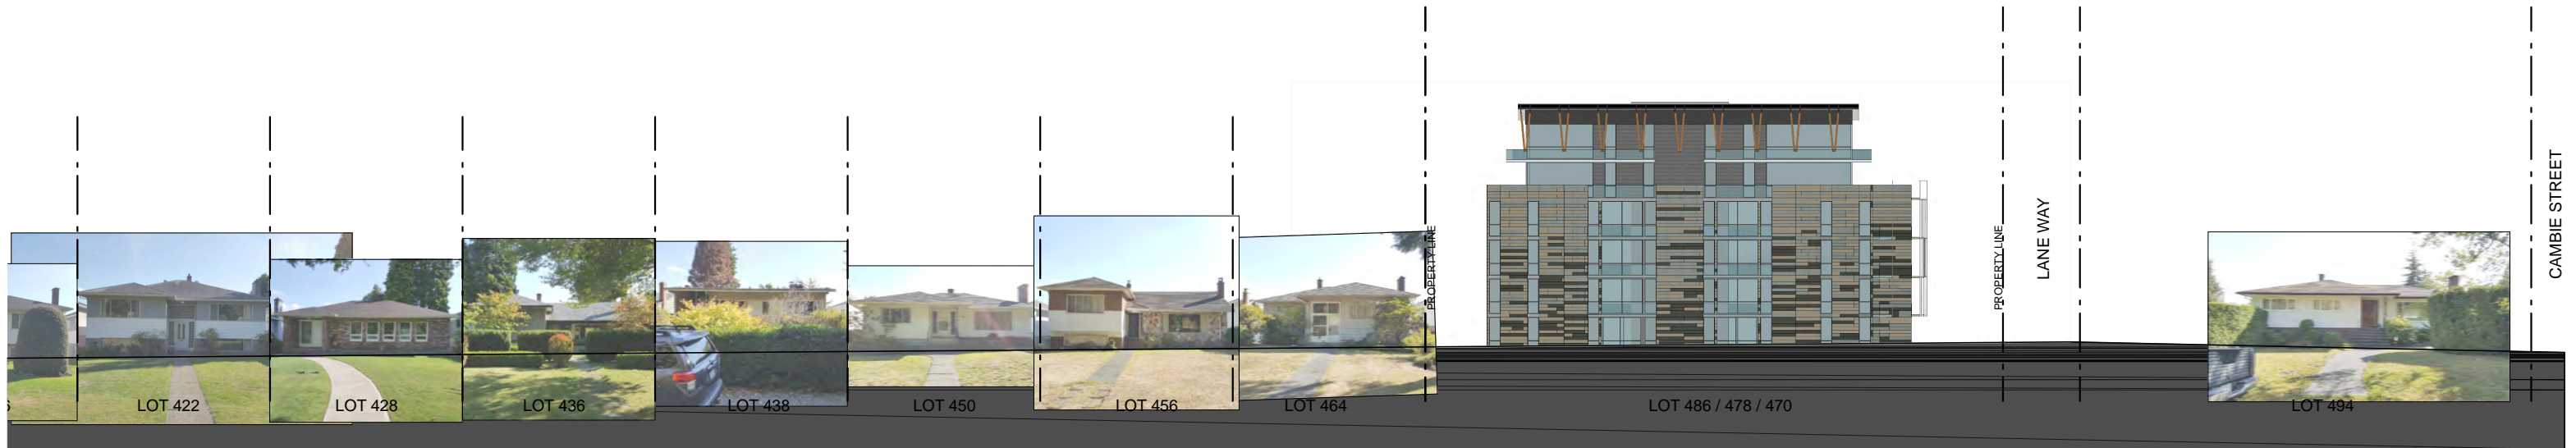 LOT 422
LOT 428
LOT 436
LOT 438
LOT 450
LOT 456
LOT 464
PROPERTY LINE
LOT 486 / 478 / 470
PROPERTY LINE
LANE WAY
LOT 494
CAMBIE STREET